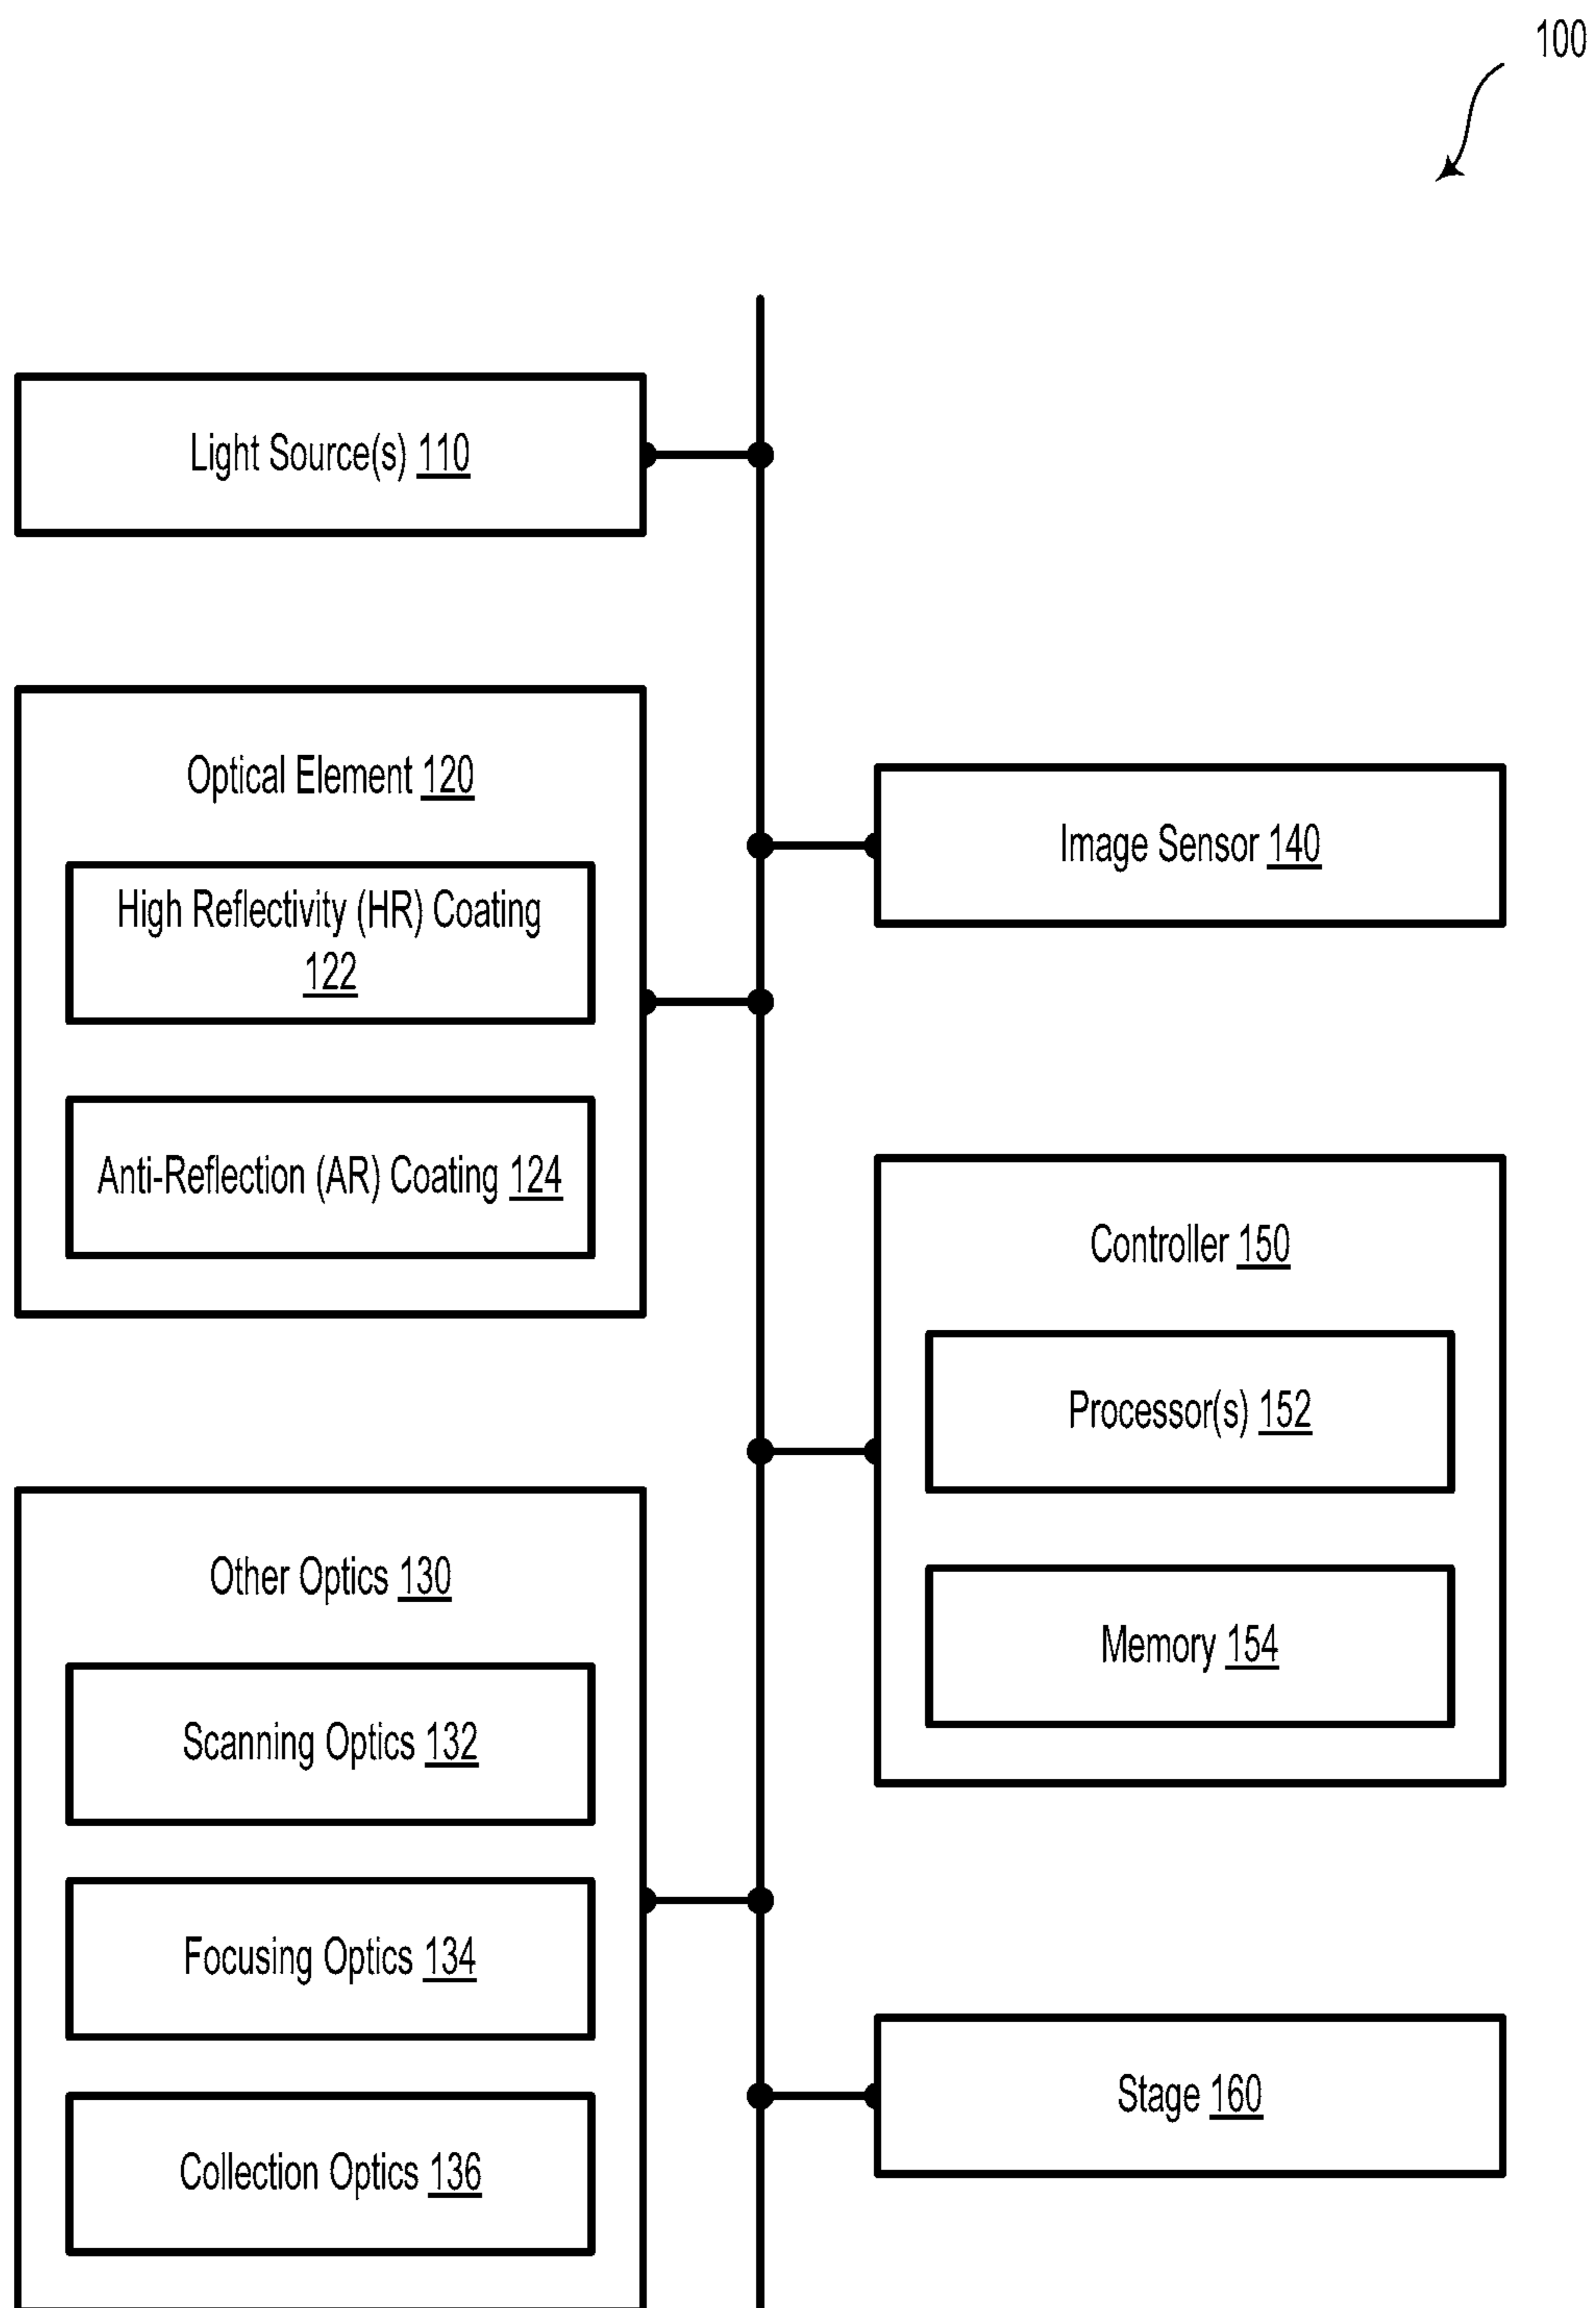 100
Light Source(s) 110
Optical Element 120
High Reflectivity (HR) Coating
122
Anti-Reflection (AR) Coating 124
Other Optics 130
Scanning Optics 132
Focusing Optics 134
Collection Optics 136
Image Sensor 140
Controller 150
Processor(s) 152
Memory 154
Stage 160